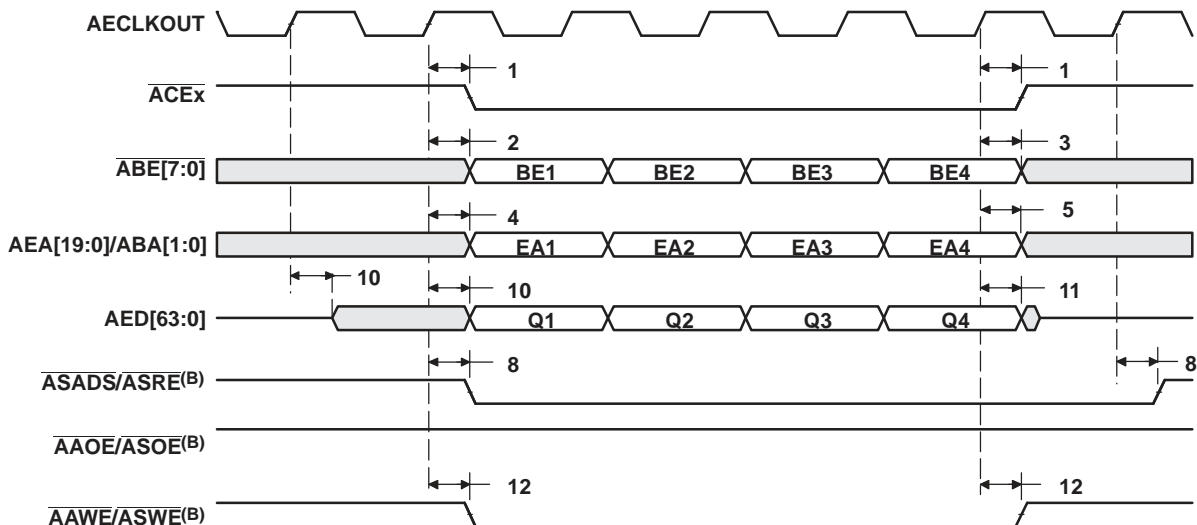 AECLKOUT
1 1
ACEx
2 3
ABE[7:0] BE1 BE2 BE3 BE4
4 5
AEA[19:0]/ABA[1:0] EA1 EA2 EA3 EA4
10 10 11
AED[63:0] Q1 Q2 Q3 Q4
8 8
ASADS/ASRE(B)
AAOE/ASOE(B)
12 12
AAWE/ASWE(B)